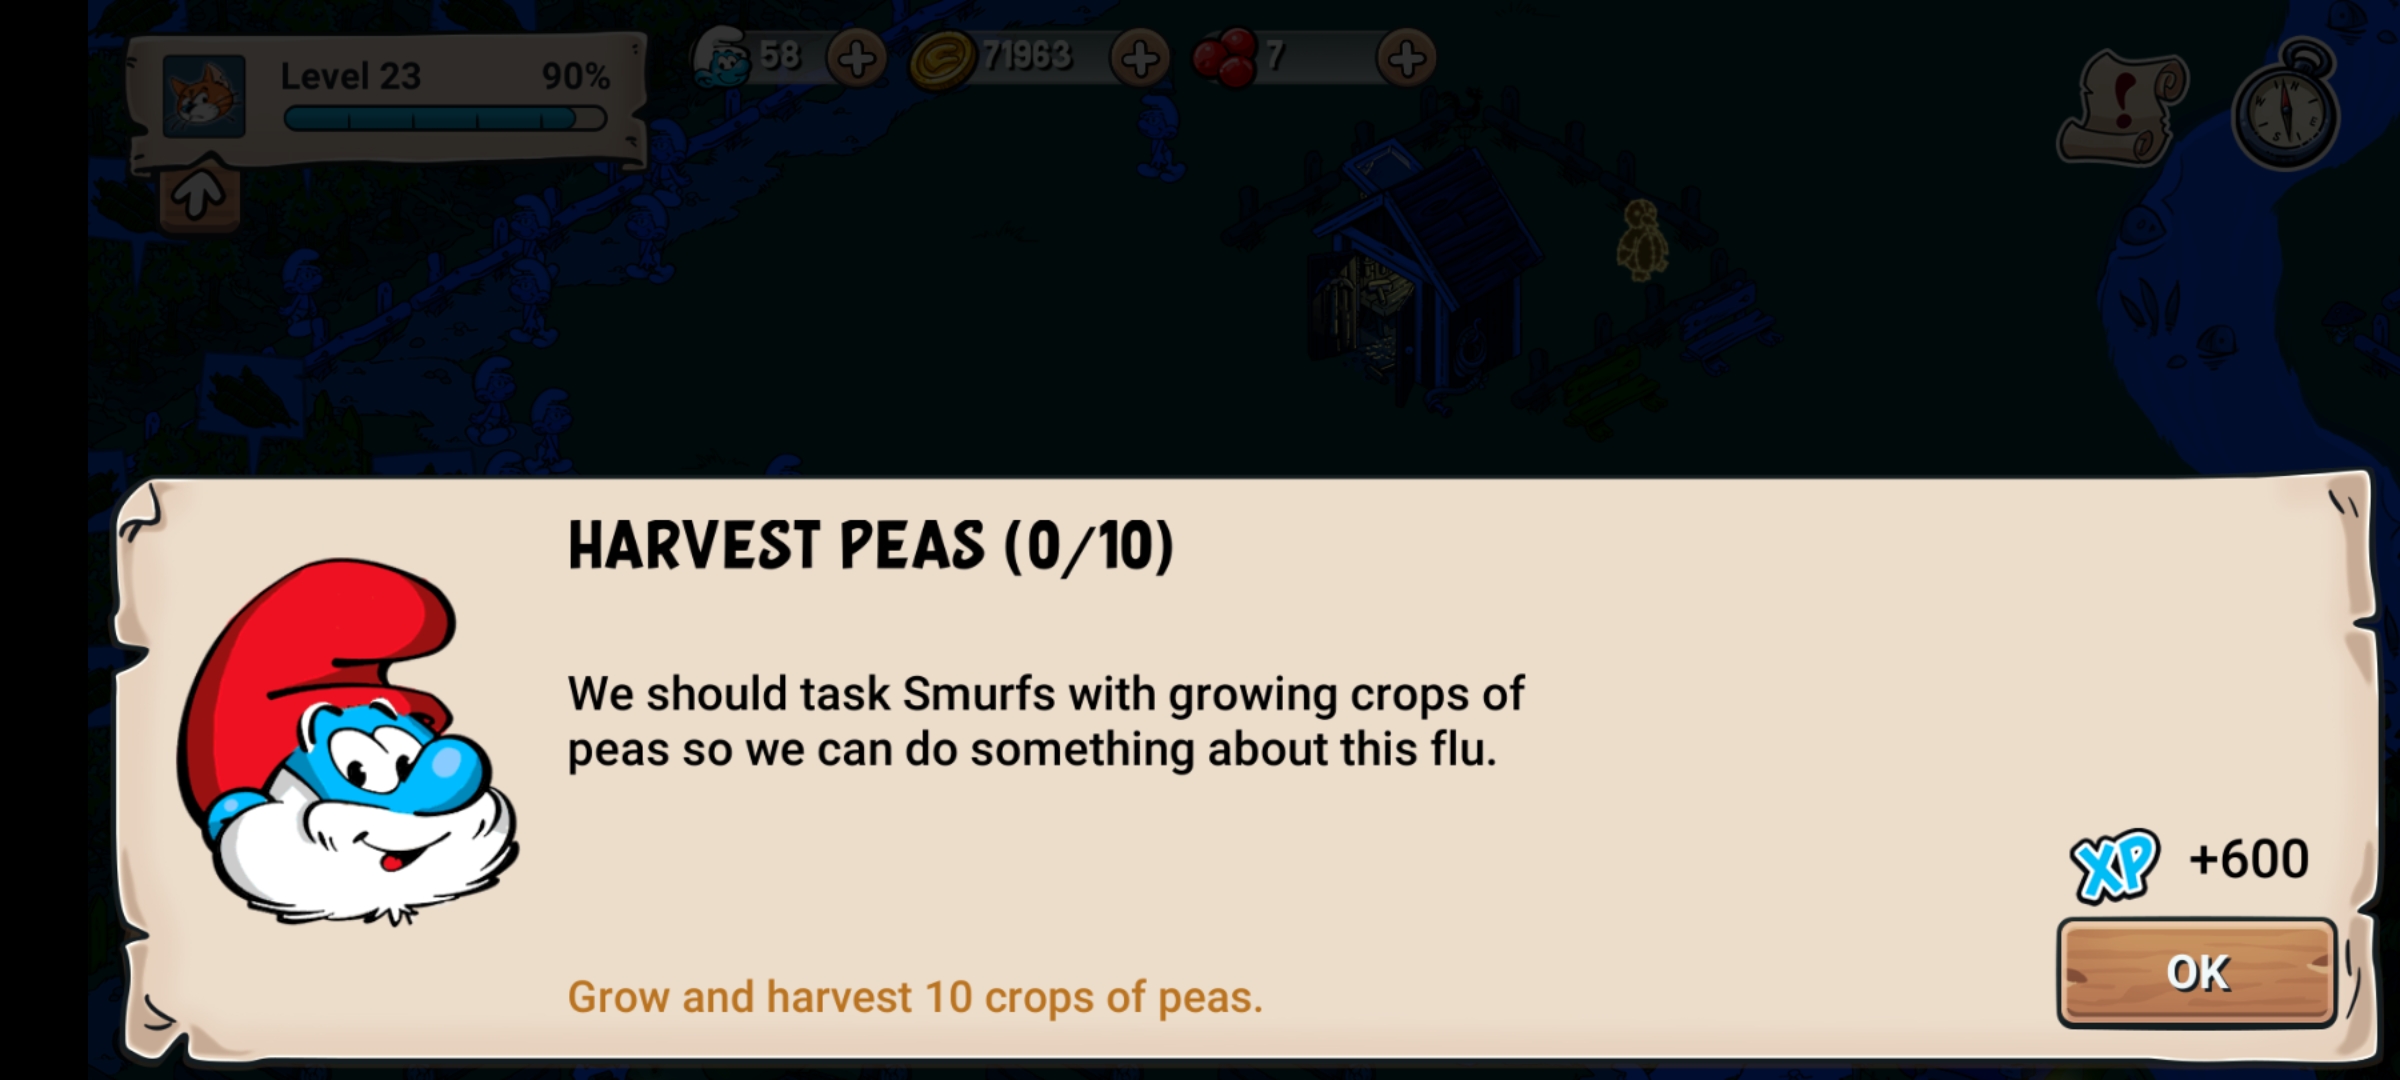 Level 23 90%
58 71963 7
HARVEST PEAS (0/10)
We should task Smurfs with growing crops of
peas so we can do something about this flu.
XP +600
Grow and harvest 10 crops of peas.
OK